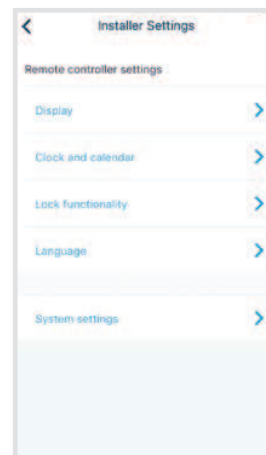 Installer Settings
Remote controller settings
Display
Clock and calendar
Lock functionality
Language
System settings